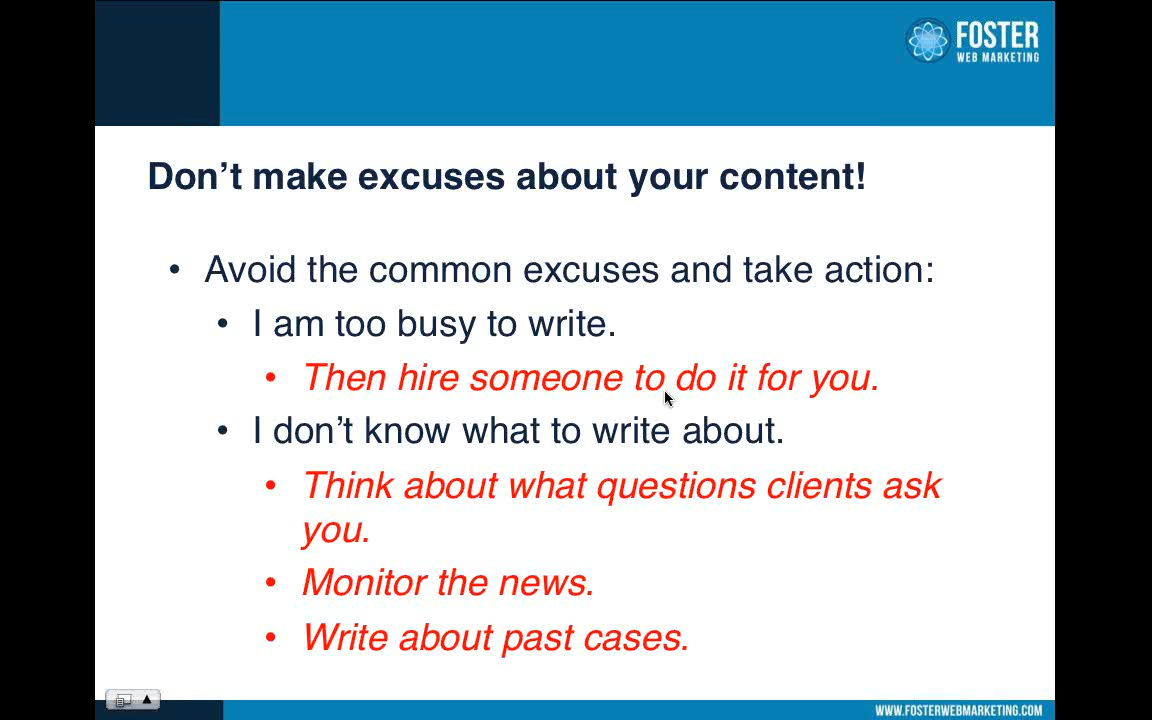 FOSTER
WEB MARKETING
Don’t make excuses about your content!
• Avoid the common excuses and take action:
• I am too busy to write.
• Then hire someone to do it for you.
• I don’t know what to write about.
• Think about what questions clients ask
you.
• Monitor the news.
• Write about past cases.
WWW.FOSTERWEBMARKETING.COM